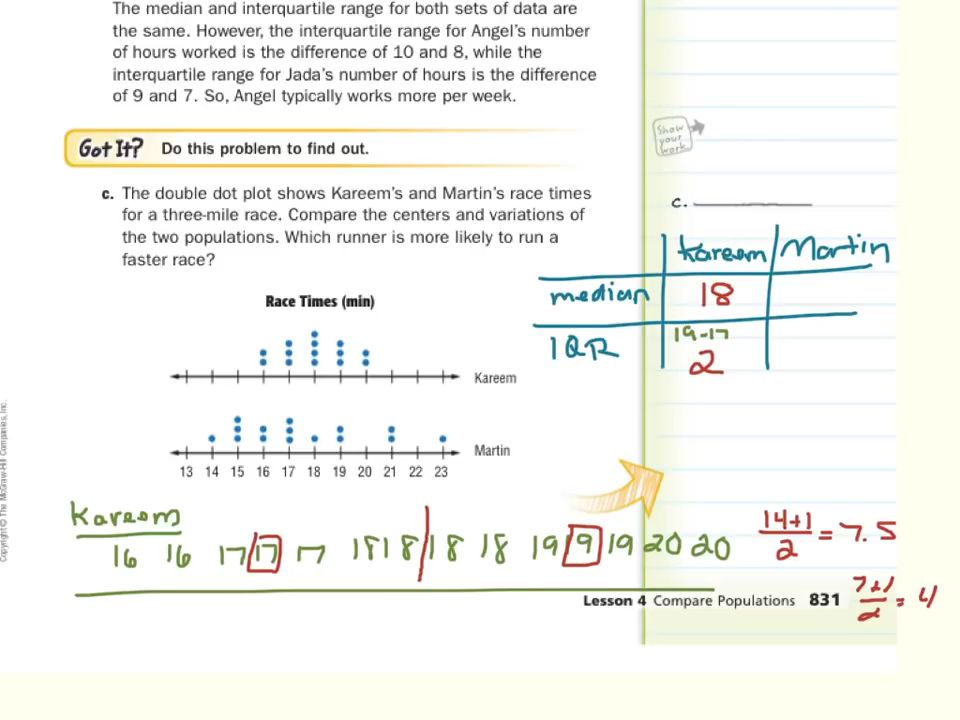 The median and interquartile range for both sets of data are
the same. However, the interquartile range for Angel's number
of hours worked is the difference of 10 and 8, while the
interquartile range for Jada's number of hours is the difference
of 9 and 7. So, Angel typically works more per week.
Show
your
work
Got It? Do this problem to find out.
c. The double dot plot shows Kareem's and Martin's race times
for a three-mile race. Compare the centers and variations of
the two populations. Which runner is more likely to run a
faster race?
c.
Kareem Martin
median 18
IQR 19-17
2
Race Times (min)
Kareem
Martin
13 14 15 16 17 18 19 20 21 22 23
Kareem
16 16 17 17 17 18 18 18 18 19 19 19 20 20
14+1
2 = 7.5
7+1
2 = 4
Lesson 4 Compare Populations 831
Copyright © The McGraw-Hill Companies, Inc.